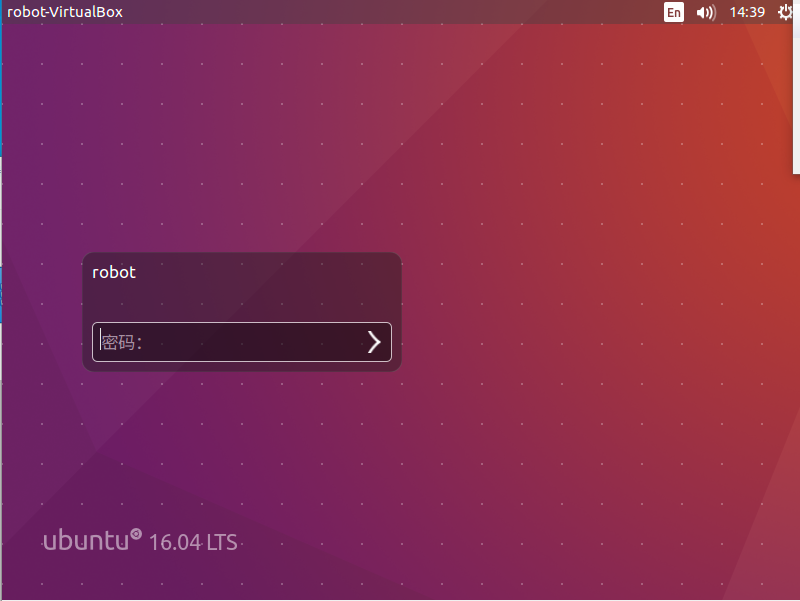 robot-VirtualBox En 14:39
robot
密码:
ubuntu 16.04 LTS